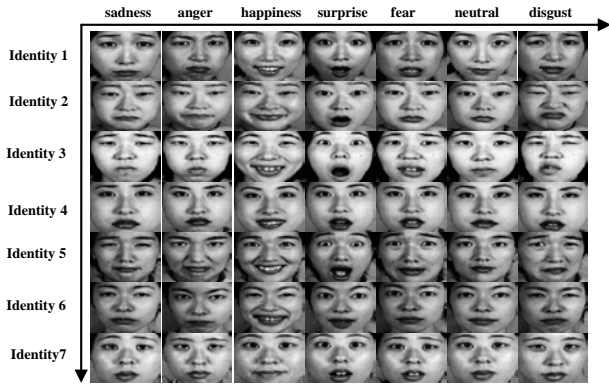 sadness anger happiness surprise fear neutral disgust
Identity 1
Identity 2
Identity 3
Identity 4
Identity 5
Identity 6
Identity7